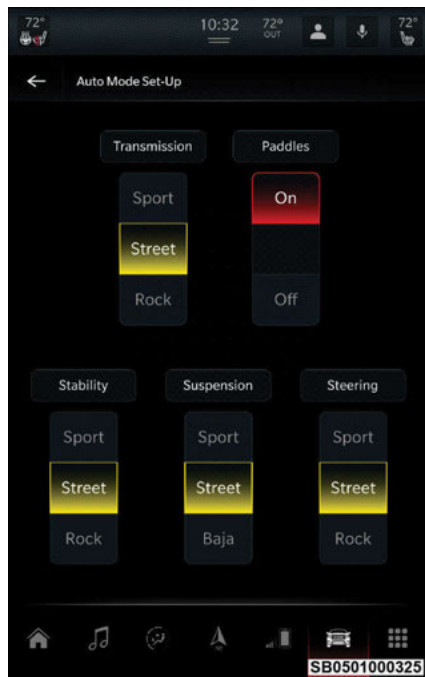 72° 10:32 72° OUT 72°
Auto Mode Set-Up
Transmission Paddles
Sport On
Street
Rock Off
Stability Suspension Steering
Sport Sport Sport
Street Street Street
Rock Baja Rock
SB0501000325